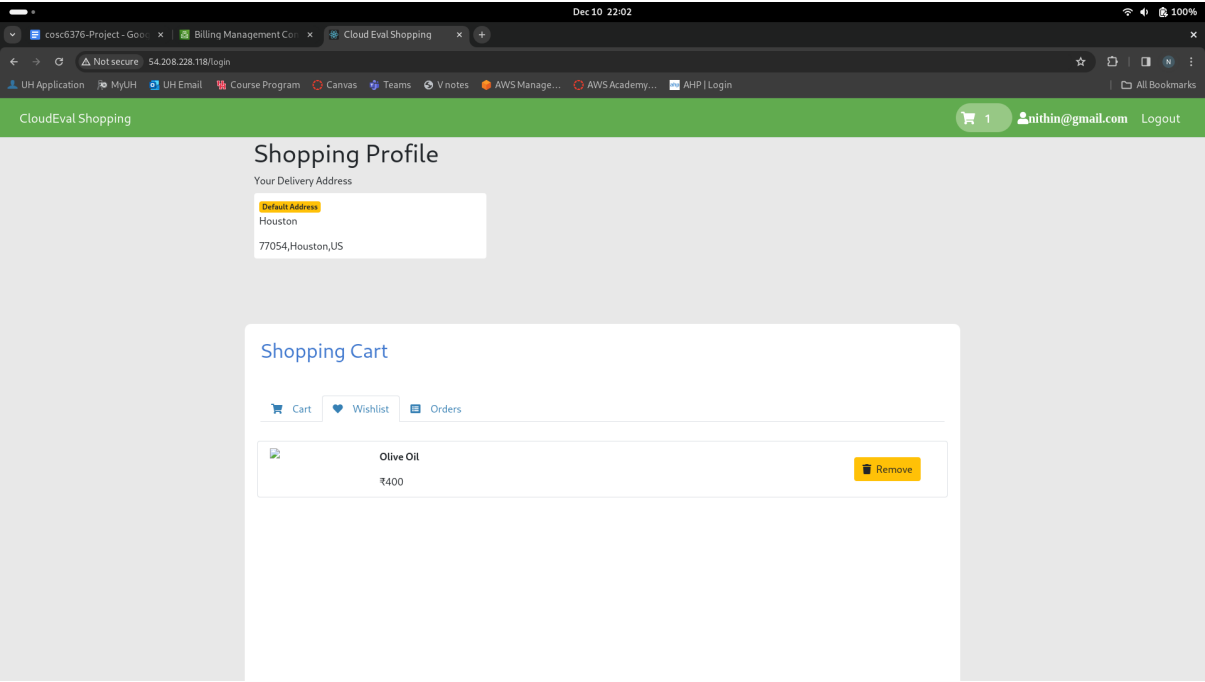 Dec 10 22:02
100%
cosc6376-Project - Goog
Billing Management Con
Cloud Eval Shopping
Not secure 54.208.228.118/login
UH Application MyUH UH Email Course Program Canvas Teams V notes AWS Manage... AWS Academy... AHP | Login All Bookmarks
CloudEval Shopping 1 nithin@gmail.com Logout
Shopping Profile
Your Delivery Address
Default Address
Houston
77054,Houston,US
Shopping Cart
Cart Wishlist Orders
Olive Oil
₹400
Remove